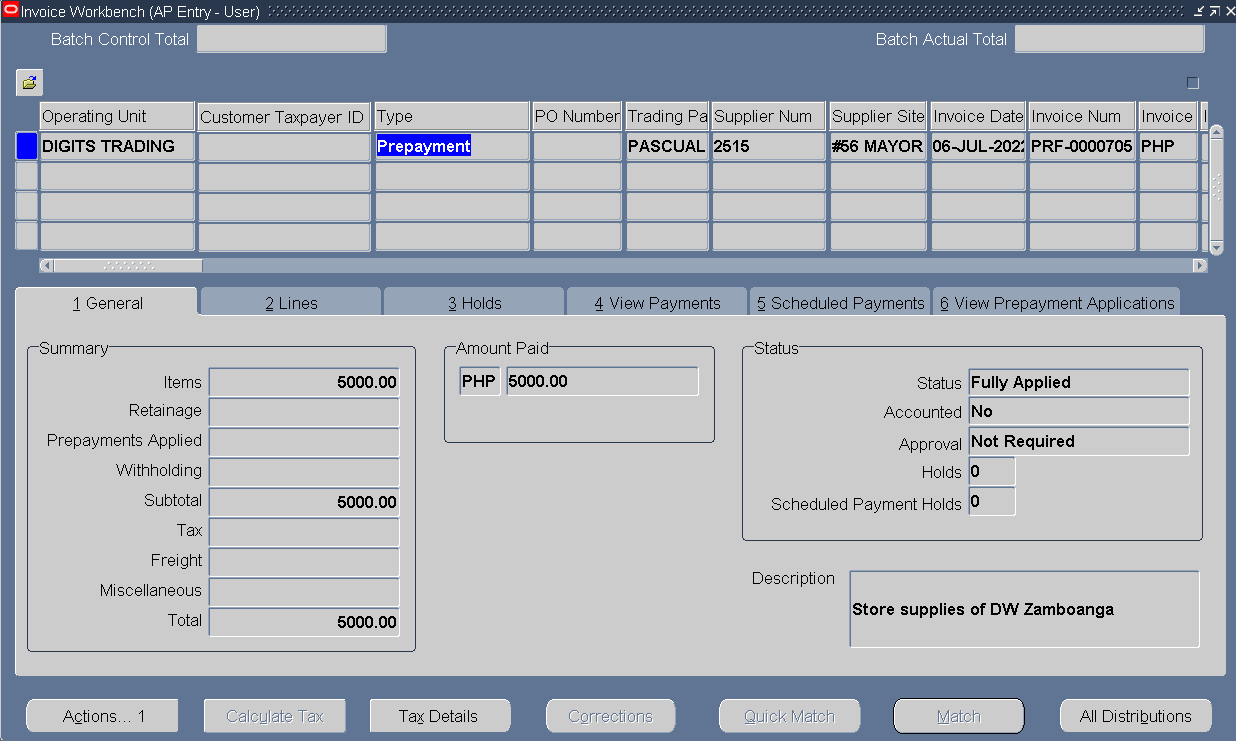 Invoice Workbench (AP Entry - User)
Batch Control Total
Batch Actual Total
Operating Unit Customer Taxpayer ID Type PO Number Trading Pa Supplier Num Supplier Site Invoice Date Invoice Num Invoice
DIGITS TRADING Prepayment PASCUAL 2515 #56 MAYOR 06-JUL-2022 PRF-0000705 PHP
1 General 2 Lines 3 Holds 4 View Payments 5 Scheduled Payments 6 View Prepayment Applications
Summary
Items 5000.00
Retainage
Prepayments Applied
Withholding
Subtotal 5000.00
Tax
Freight
Miscellaneous
Total 5000.00
Amount Paid
PHP 5000.00
Status
Status Fully Applied
Accounted No
Approval Not Required
Holds 0
Scheduled Payment Holds 0
Description Store supplies of DW Zamboanga
Actions... 1 Calculate Tax Tax Details Corrections Quick Match Match All Distributions